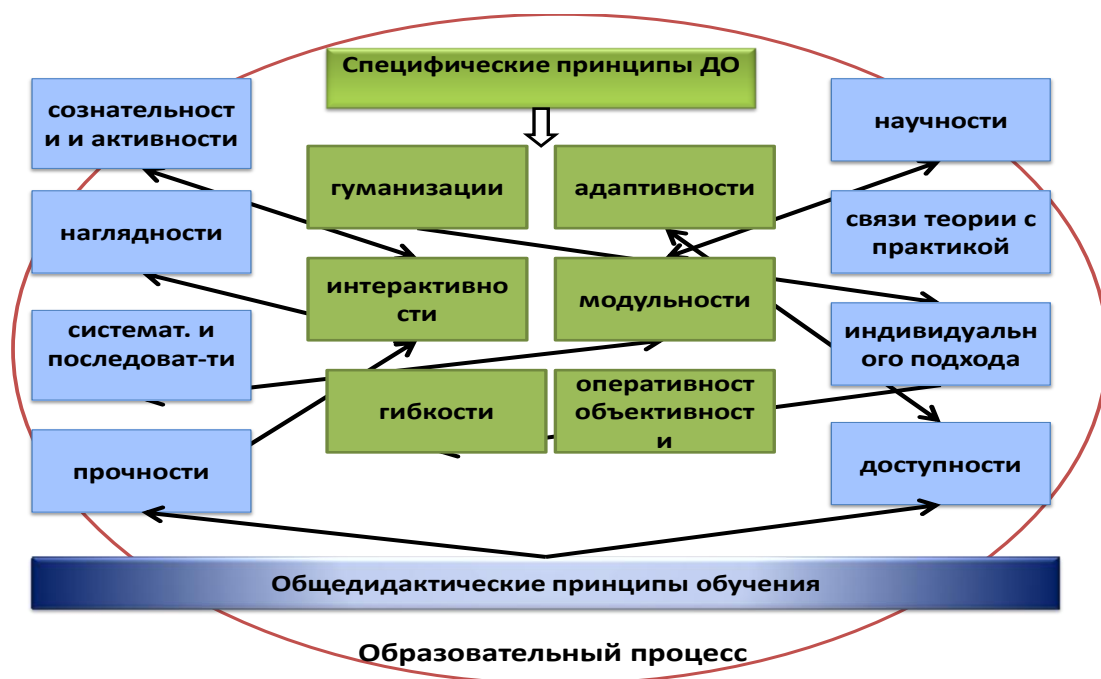 Специфические принципы ДО
сознательност
и и активности
наглядности
системат. и
последоват-ти
прочности
гуманизации
адаптивности
интерактивно
сти
модульности
гибкости
оперативност
объективност
и
научности
связи теории с
практикой
индивидуальн
ого подхода
доступности
Общедидактические принципы обучения
Образовательный процесс